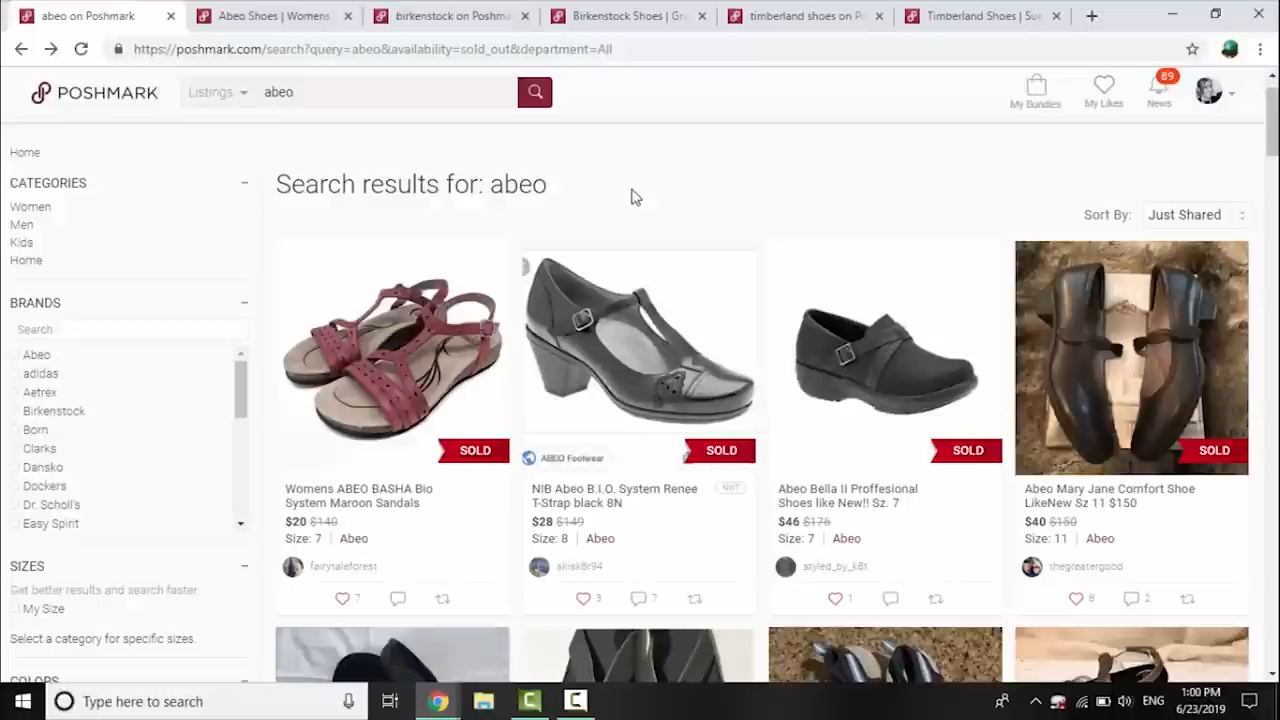 abeo on Poshmark
Abeo Shoes | Womens
birkenstock on Poshma
Birkenstock Shoes | Gr
timberland shoes on P
Timberland Shoes | Sue
https://poshmark.com/search?query=abeo&availability=sold_out&department=All
POSHMARK
Listings
abeo
My Bundies
My Likes
89
News
Home
CATEGORIES
Women
Men
Kids
Home
BRANDS
Search
Abeo
adidas
Aetrex
Birkenstock
Born
Clarks
Dansko
Dockers
Dr. Scholl's
Easy Spirit
SIZES
Get better results and search faster
My Size
Select a category for specific sizes.
COLORS
Search results for: abeo
Sort By: Just Shared
SOLD
Womens ABEO BASHA Bio
System Maroon Sandals
$20 $140
Size: 7 | Abeo
fairytaleforest
7
ABEO Footwear
SOLD
NIB Abeo B.I.O. System Renee
T-Strap black 8N
NWT
$28 $149
Size: 8 | Abeo
akisk8r94
3
7
SOLD
Abeo Bella II Proffesional
Shoes like New!! Sz. 7
$46 $176
Size: 7 | Abeo
styled_by_k8t
1
SOLD
Abeo Mary Jane Comfort Shoe
LikeNew Sz 11 $150
$40 $150
Size: 11 | Abeo
thegreatergood
8
2
Type here to search
ENG
1:00 PM
6/23/2019